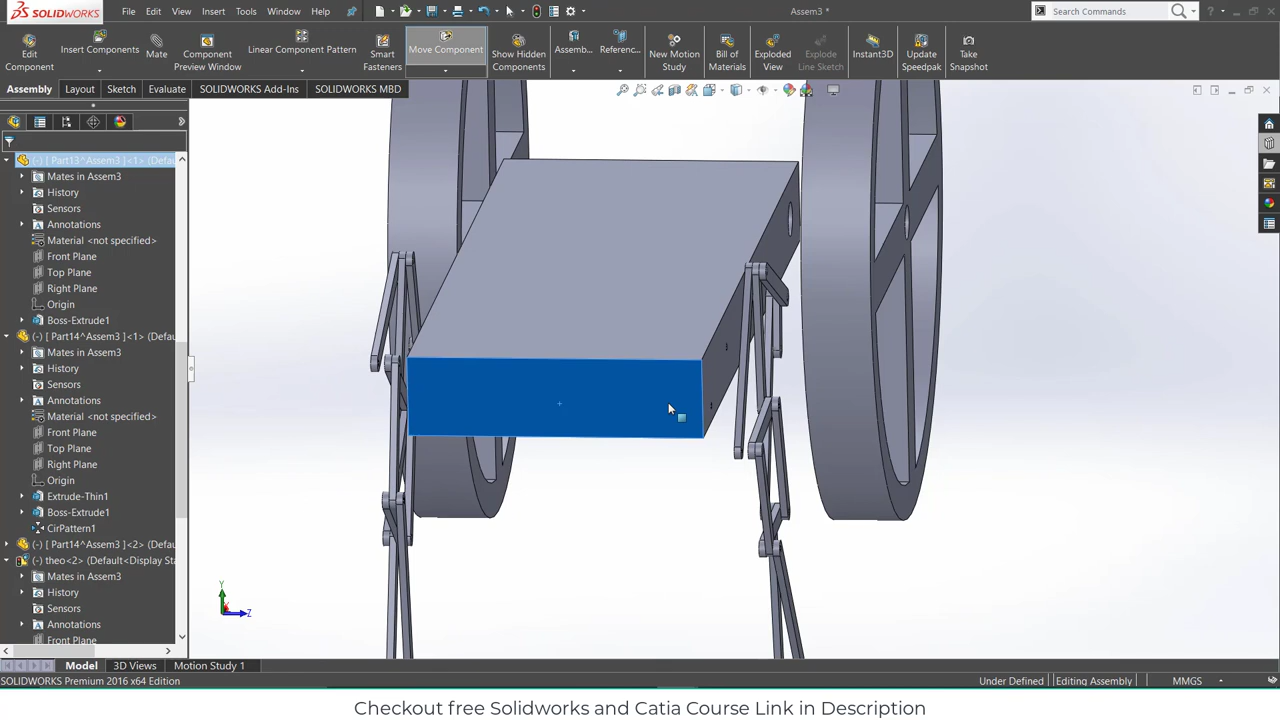 SOLIDWORKS File Edit View Insert Tools Window Help Assem3 * Search Commands ?
Edit Component Insert Components Mate Component Preview Window Linear Component Pattern Smart Fasteners Move Component Show Hidden Components Assemb... Referenc... New Motion Study Bill of Materials Exploded View Explode Line Sketch Instant3D Update Speedpak Take Snapshot
Assembly Layout Sketch Evaluate SOLIDWORKS Add-Ins SOLIDWORKS MBD
(-) [ Part13^Assem3 ]<1> (Defau
Mates in Assem3
History
Sensors
Annotations
Material <not specified>
Front Plane
Top Plane
Right Plane
Origin
Boss-Extrude1
(-) [ Part14^Assem3 ]<1> (Defau
Mates in Assem3
History
Sensors
Annotations
Material <not specified>
Front Plane
Top Plane
Right Plane
Origin
Extrude-Thin1
Boss-Extrude1
CirPattern1
(-) [ Part14^Assem3 ]<2> (Defau
(-) theo<2> (Default<Display Sta
Mates in Assem3
History
Sensors
Annotations
Front Plane
Y
Z
Model 3D Views Motion Study 1
SOLIDWORKS Premium 2016 x64 Edition Under Defined Editing Assembly MMGS
Checkout free Solidworks and Catia Course Link in Description